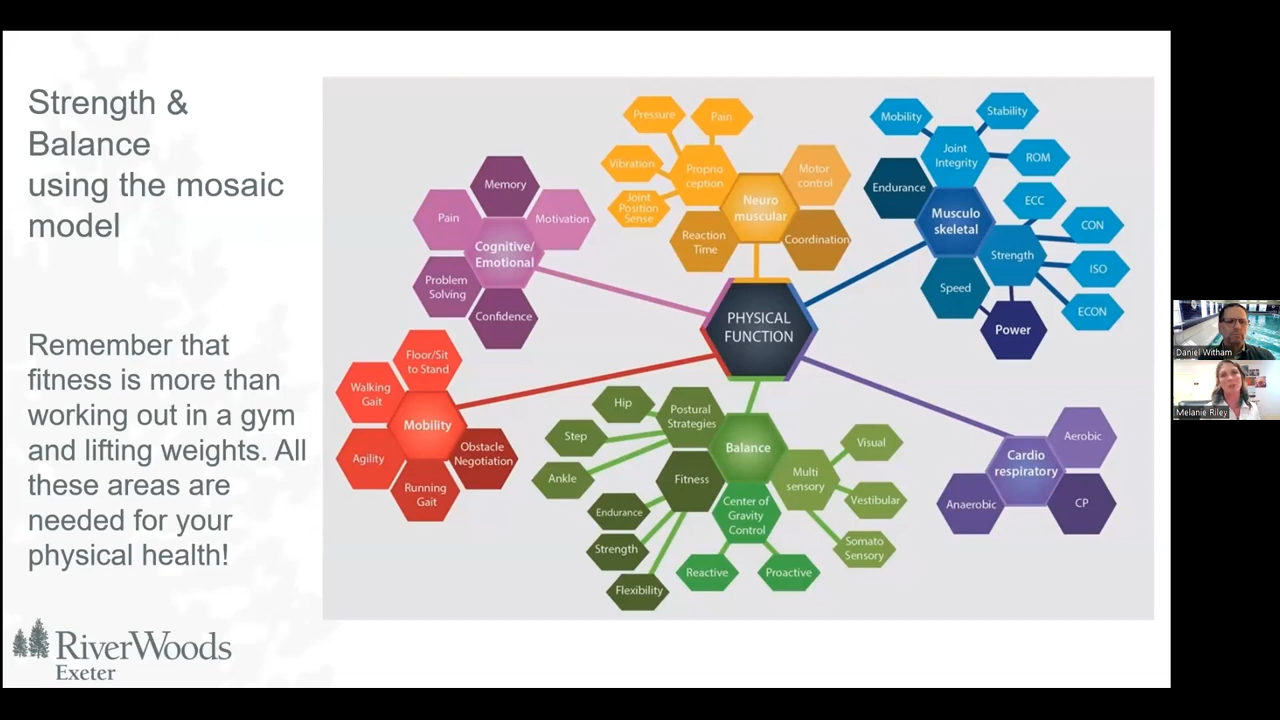 Strength &
Balance
using the mosaic
model
Remember that
fitness is more than
working out in a gym
and lifting weights. All
these areas are
needed for your
physical health!
RiverWoods
Exeter
PHYSICAL
FUNCTION
Cognitive/
Emotional
Memory
Motivation
Pain
Problem
Solving
Confidence
Neuro
muscular
Proprio
ception
Pressure
Pain
Vibration
Joint
Position
Sense
Reaction
Time
Motor
control
Coordination
Musculo
skeletal
Endurance
Joint
Integrity
Mobility
Stability
ROM
Strength
ECC
CON
ISO
ECON
Speed
Power
Mobility
Floor/Sit
to Stand
Walking
Gait
Agility
Running
Gait
Obstacle
Negotiation
Balance
Postural
Strategies
Hip
Step
Ankle
Fitness
Endurance
Strength
Flexibility
Center of
Gravity
Control
Reactive
Proactive
Multi
sensory
Visual
Vestibular
Somato
Sensory
Cardio
respiratory
Aerobic
Anaerobic
CP
Daniel Witham
Melanie Riley